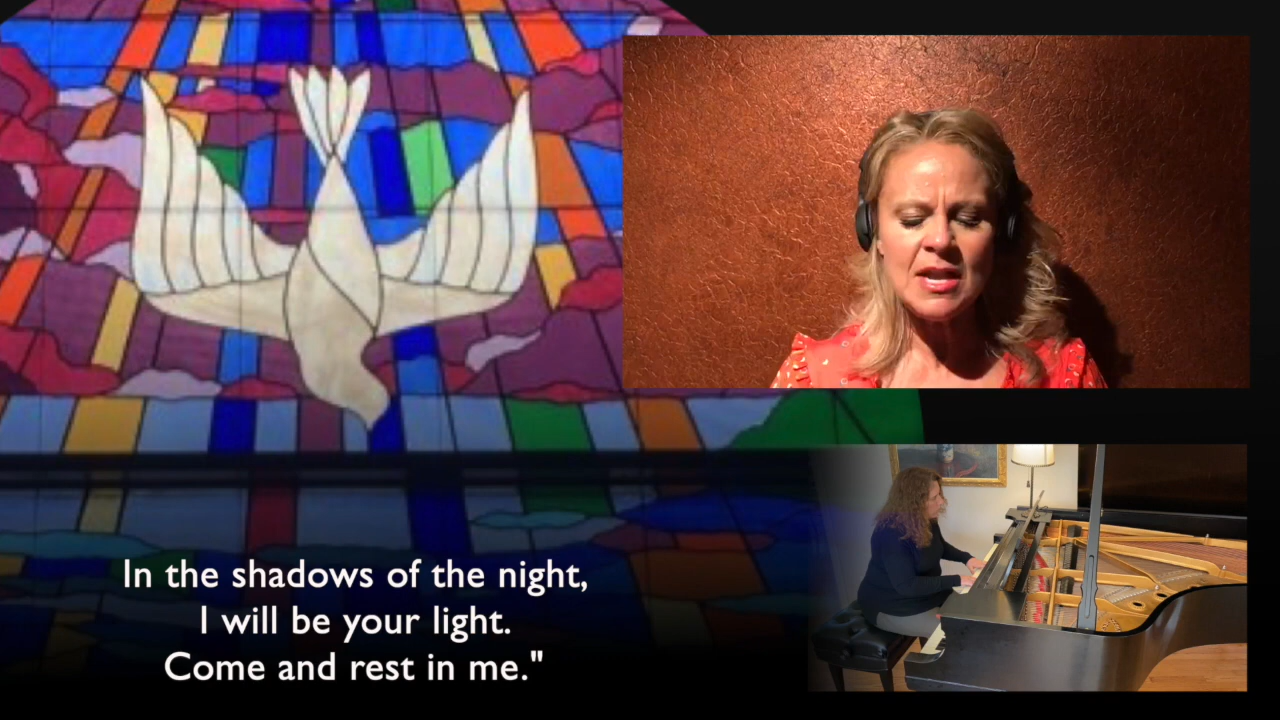 In the shadows of the night,
I will be your light.
Come and rest in me."